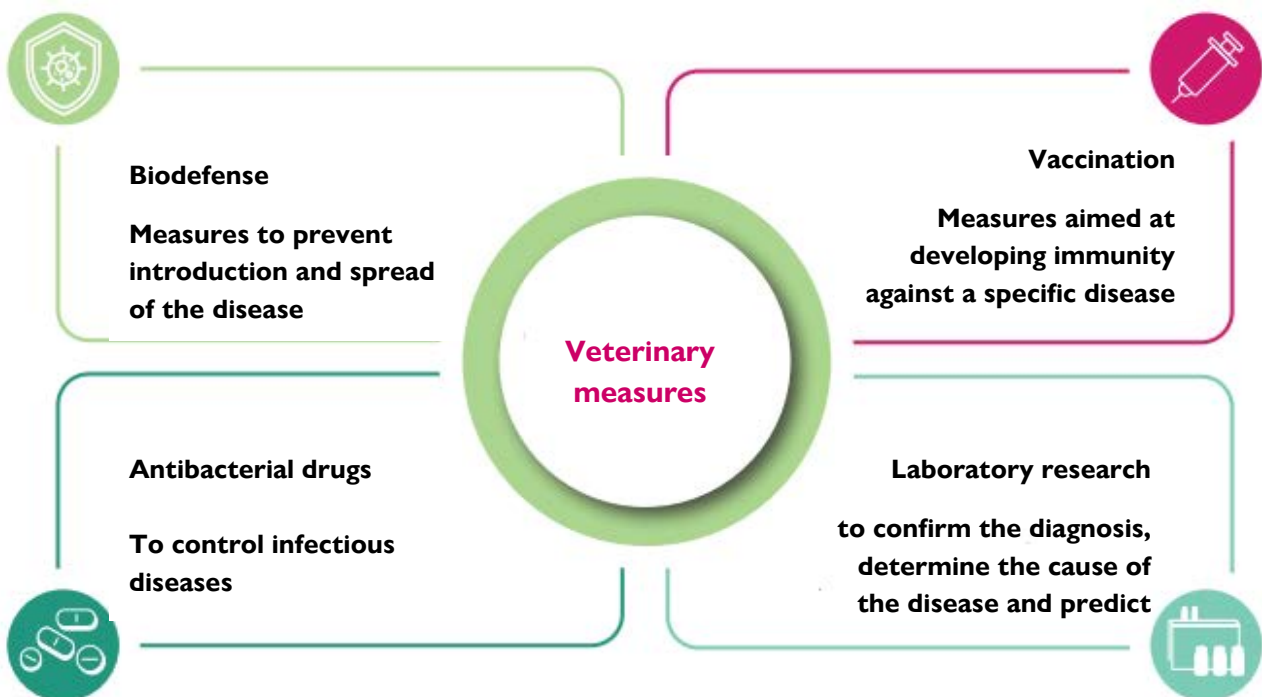 Biodefense
Measures to prevent
introduction and spread
of the disease
Vaccination
Measures aimed at
developing immunity
against a specific disease
Veterinary
measures
Antibacterial drugs
To control infectious
diseases
Laboratory research
to confirm the diagnosis,
determine the cause of
the disease and predict